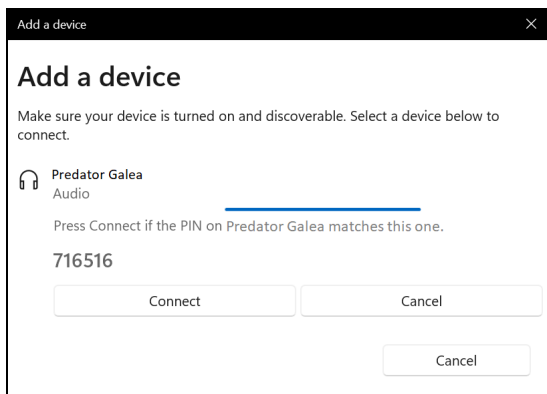 Add a device
Add a device
Make sure your device is turned on and discoverable. Select a device below to
connect.
Predator Galea
Audio
Press Connect if the PIN on Predator Galea matches this one.
716516
Connect Cancel
Cancel